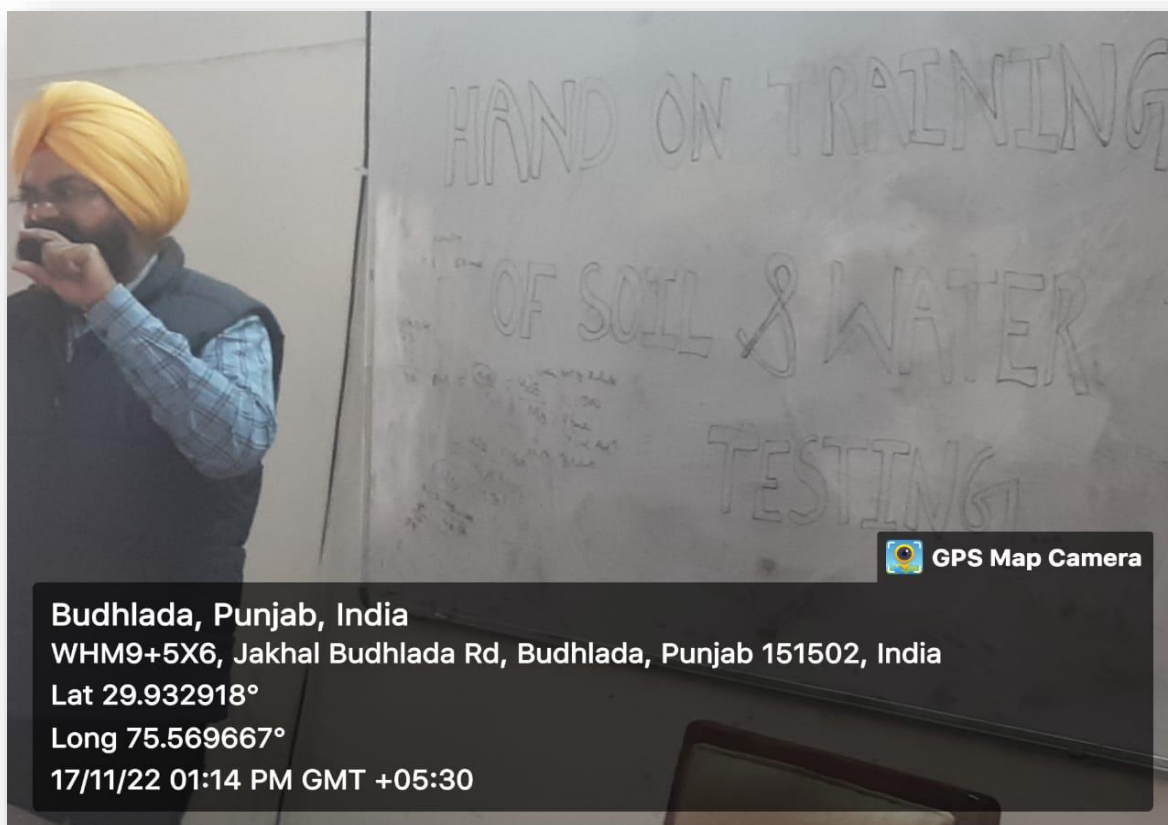 HAND ON TRAINING
OF SOIL & WATER
TESTING
GPS Map Camera
Budhlada, Punjab, India
WHM9+5X6, Jakhal Budhlada Rd, Budhlada, Punjab 151502, India
Lat 29.932918°
Long 75.569667°
17/11/22 01:14 PM GMT +05:30